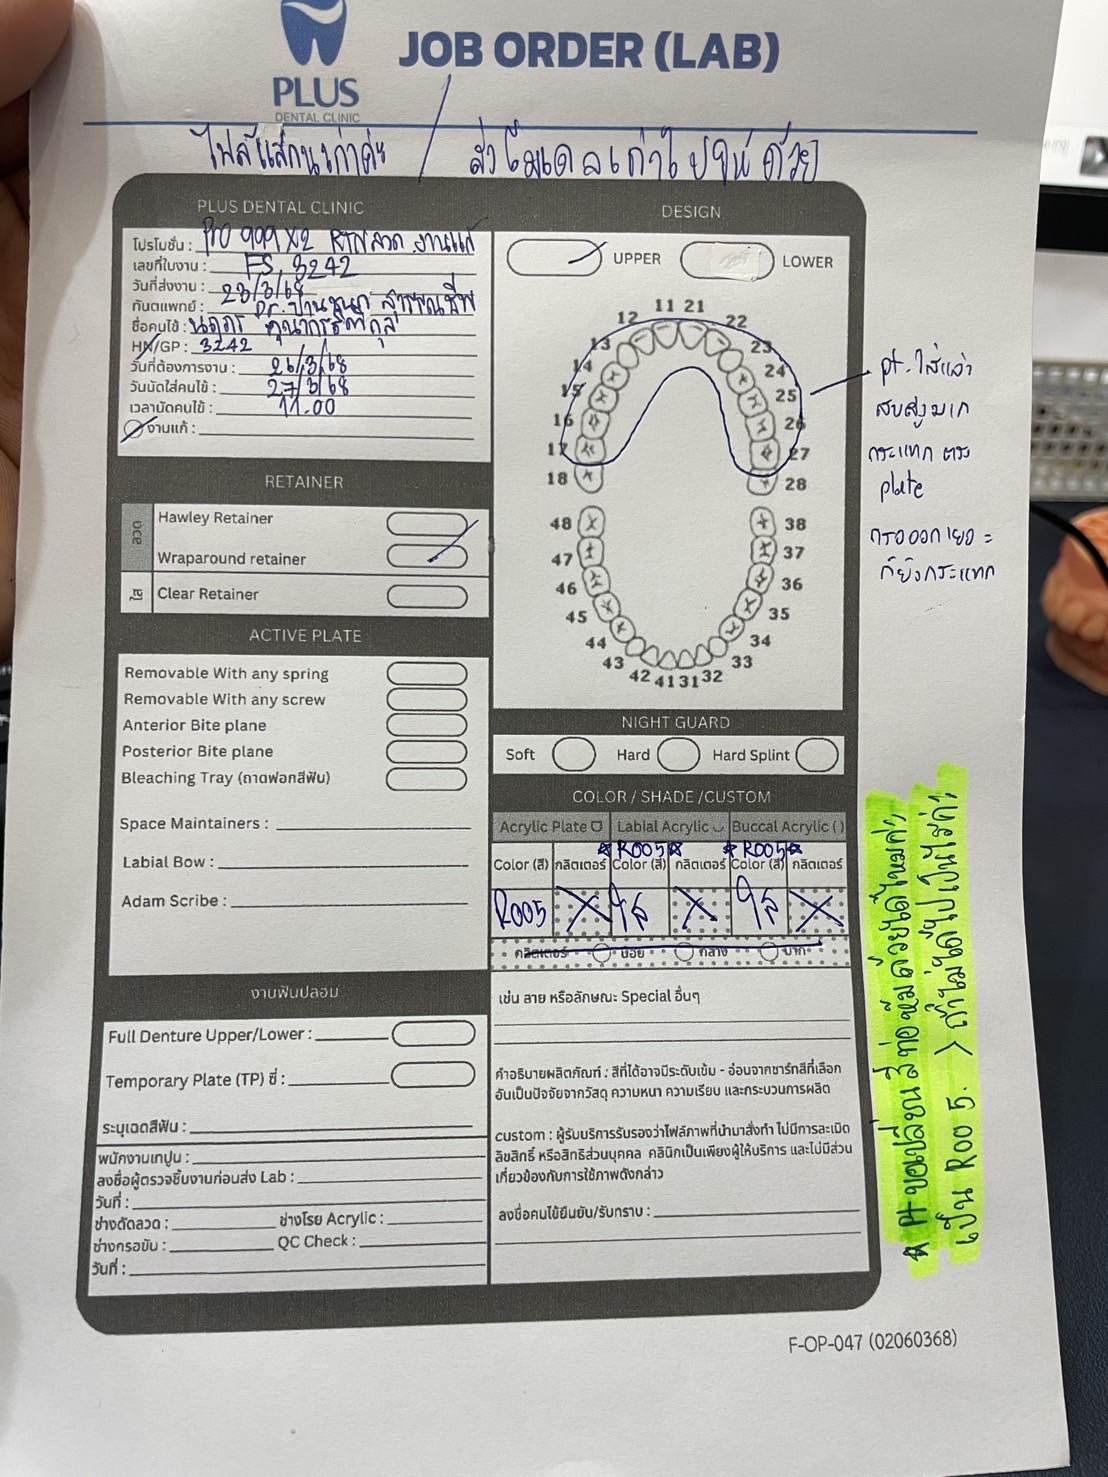 PLUS
DENTAL CLINIC
JOB ORDER (LAB)
ไฟล์แสกนเก่าค่ะ / ส่งโมเดลเก่าไปให้ด้วย
PLUS DENTAL CLINIC
โปรโมชั่น : Pro 999 x2 RTN ลวด งานแก้
เลขที่ใบงาน : FS. 3242
วันที่ส่งงาน : 23/3/68
ทันตแพทย์ : Dr.
ชื่อคนไข้ :
HN/GP : 3242
วันที่ต้องการงาน : 26/3/68
วันนัดใส่คนไข้ : 27/3/68
เวลานัดคนไข้ : 11.00
งานแก้ :
RETAINER
ลวด
Hawley Retainer
Wraparound retainer
ใส
Clear Retainer
ACTIVE PLATE
Removable With any spring
Removable With any screw
Anterior Bite plane
Posterior Bite plane
Bleaching Tray (ถาดฟอกสีฟัน)
Space Maintainers :
Labial Bow :
Adam Scribe :
งานฟันปลอม
Full Denture Upper/Lower :
Temporary Plate (TP) ซี่ :
ระบุเฉดสีฟัน :
พนักงานเทปูน :
ลงชื่อผู้ตรวจชิ้นงานก่อนส่ง Lab :
วันที่ :
ช่างดัดลวด : ช่างโรย Acrylic :
ช่างกรอขัน : QC Check :
วันที่ :
DESIGN
UPPER LOWER
11 21
12 22
13 23
14 24
15 25
16 26
17 27
18 28
48 38
47 37
46 36
45 35
44 34
43 33
42 41 31 32
pt. ใส่แล้ว
สบสูงมาก
กระแทก ตรง
plate
กรอออกเยอะ
ก็ยังกระแทก
NIGHT GUARD
Soft Hard Hard Splint
COLOR / SHADE /CUSTOM
Acrylic Plate Labial Acrylic Buccal Acrylic ( )
R005 R005
Color (สี) กลิตเตอร์ Color (สี) กลิตเตอร์ Color (สี) กลิตเตอร์
R005 X ใส X ใส X
กลิตเตอร์ น้อย กลาง มาก
เช่น ลาย หรือลักษณะ Special อื่นๆ
คำอธิบายผลิตภัณฑ์ : สีที่ได้อาจมีระดับเข้ม - อ่อนจากชาร์ทสีที่เลือก
อันเป็นปัจจัยจากวัสดุ ความหนา ความเรียบ และกระบวนการผลิต
custom : ผู้รับบริการรับรองว่าไฟล์ภาพที่นำมาสั่งทำ ไม่มีการละเมิด
ลิขสิทธิ์ หรือสิทธิส่วนบุคคล คลินิกเป็นเพียงผู้ให้บริการ และไม่มีส่วน
เกี่ยวข้องกับการใช้ภาพดังกล่าว
ลงชื่อคนไข้ยืนยัน/รับทราบ :
Pt ขอเปลี่ยนสีท่อหุ้มด้วยได้ไหมคะ
เป็น R005. > ถ้าไม่ได้ไม่เป็นไรค่ะ
F-OP-047 (02060368)